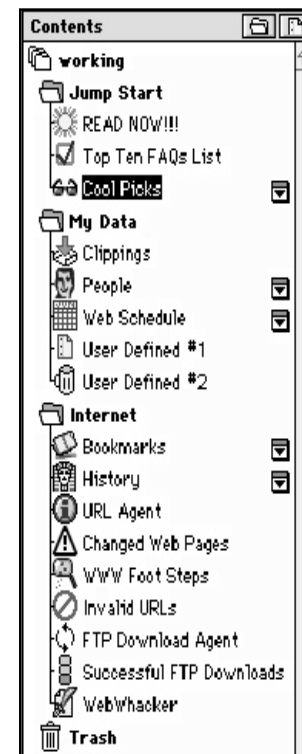 Contents
working
Jump Start
READ NOW!!!
Top Ten FAQs List
Cool Picks
My Data
Clippings
People
Web Schedule
User Defined #1
User Defined #2
Internet
Bookmarks
History
URL Agent
Changed Web Pages
WWW Foot Steps
Invalid URLs
FTP Download Agent
Successful FTP Downloads
WebWhacker
Trash